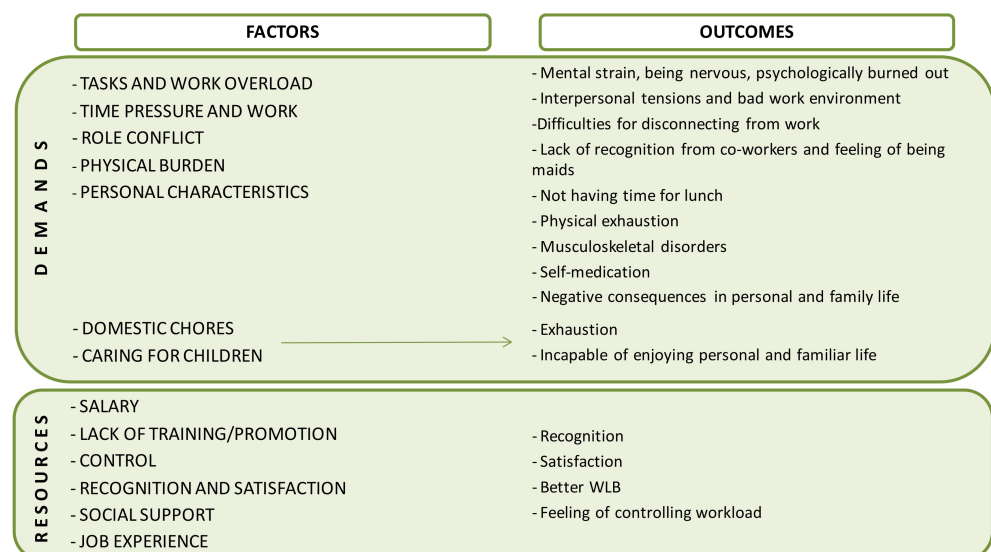 FACTORS
OUTCOMES
DEMANDS
- TASKS AND WORK OVERLOAD
- TIME PRESSURE AND WORK
- ROLE CONFLICT
- PHYSICAL BURDEN
- PERSONAL CHARACTERISTICS
- DOMESTIC CHORES
- CARING FOR CHILDREN
- Mental strain, being nervous, psychologically burned out
- Interpersonal tensions and bad work environment
-Difficulties for disconnecting from work
- Lack of recognition from co-workers and feeling of being
maids
- Not having time for lunch
- Physical exhaustion
- Musculoskeletal disorders
- Self-medication
- Negative consequences in personal and family life
- Exhaustion
- Incapable of enjoying personal and familiar life
RESOURCES
- SALARY
- LACK OF TRAINING/PROMOTION
- CONTROL
- RECOGNITION AND SATISFACTION
- SOCIAL SUPPORT
- JOB EXPERIENCE
- Recognition
- Satisfaction
- Better WLB
- Feeling of controlling workload